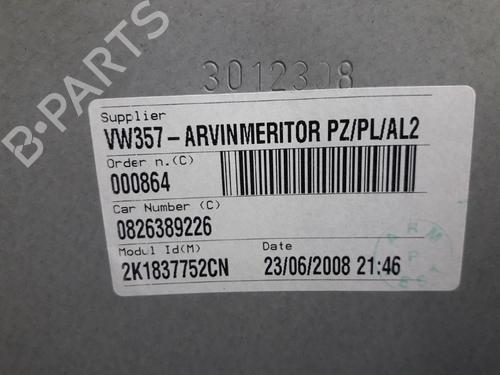 B-PARTS
3012308
Supplier
VW357-ARVINMERITOR PZ/PL/AL2
Order n.(C)
000864
Car Number (C)
0826389226
Modul Id(M)
Date
2K1837752CN
23/06/2008 21:46